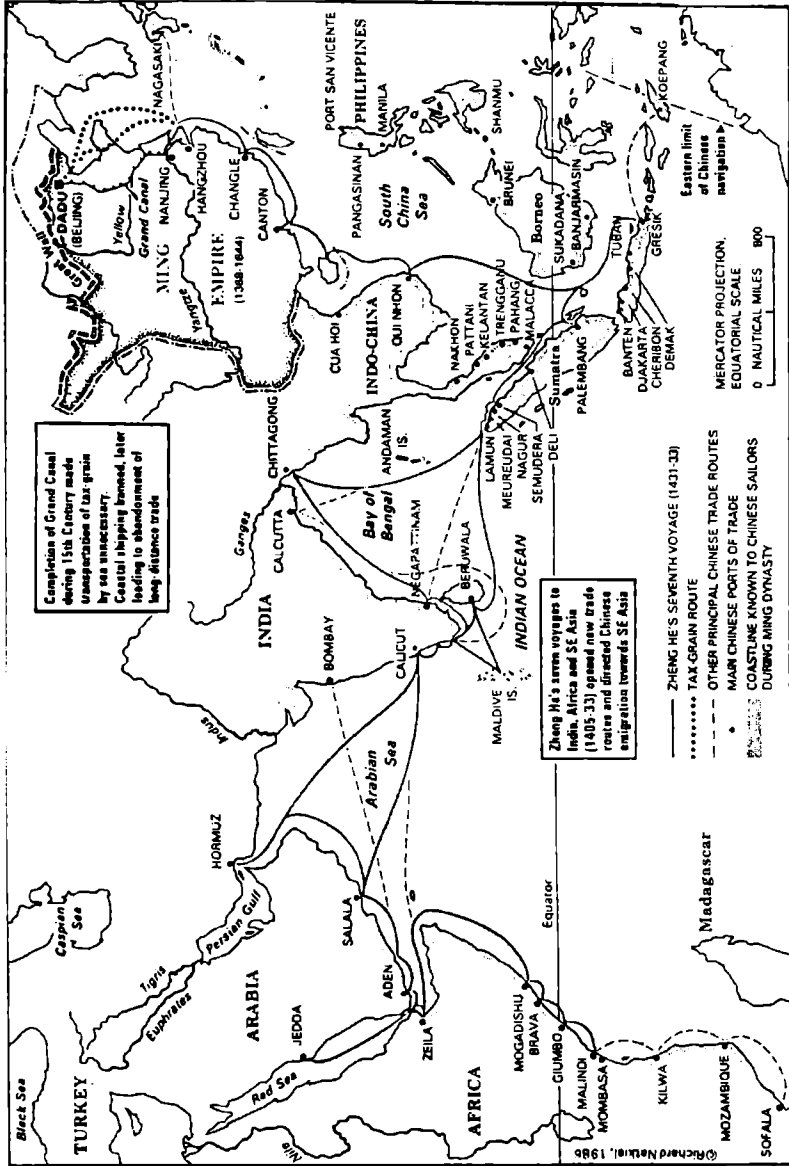 Black Sea
TURKEY
Caspian
Sea
Tigris
Euphrates
Persian Gulf
HORMUZ
ARABIA
JEDDA
Red Sea
Nile
SALALA
ADEN
ZEILA
AFRICA
MOGADISHU
BRAVA
GIUMBO
MALINDI
MOMBASA
KILWA
MOZAMBIQUE
SOFALA
Madagascar
Equator
Arabian
Sea
Indus
INDIA
BOMBAY
CALICUT
MALDIVE
IS.
NEGAPATTINAM
BERUWALA
INDIAN OCEAN
Ganges
CALCUTTA
CHITTAGONG
Bay of
Bengal
ANDAMAN
IS.
Completion of Grand Canal
during 15th Century made
transportation of tax-grain
by sea unnecessary.
Coastal shipping banned, later
leading to abandonment of
long-distance trade
Great Wall
DADU
(BEIJING)
Yellow
Grand Canal
NANJING
HANGZHOU
CHANGLE
CANTON
NAGASAKI
MING
EMPIRE
(1368-1644)
Yangtze
CUA HOI
INDO-CHINA
QUI NHON
NAKHON
PATTANI
KELANTAN
TRENGGANU
PAHANG
MALACCA
LAMURI
MEUREUDAI
NAGUR
SEMUDERA
DELI
Sumatra
PALEMBANG
PORT SAN VICENTE
PHILIPPINES
PANGASINAN
MANILA
South
China
Sea
SHANMU
BRUNEI
Borneo
SUKADANA
BANJARMASIN
TUBAN
GRESIK
KOEPANG
BANTEN
DJAKARTA
CHERIBON
DEMAK
Eastern limit
of Chinese
navigation
Zheng He's seven voyages to
India, Africa and SE Asia
(1405-33) opened new trade
routes and directed Chinese
emigration towards SE Asia
ZHENG HE'S SEVENTH VOYAGE (1431-33)
TAX-GRAIN ROUTE
OTHER PRINCIPAL CHINESE TRADE ROUTES
MAIN CHINESE PORTS OF TRADE
COASTLINE KNOWN TO CHINESE SAILORS
DURING MING DYNASTY
MERCATOR PROJECTION.
EQUATORIAL SCALE
0 NAUTICAL MILES 800
©Richard Natkiel, 1986